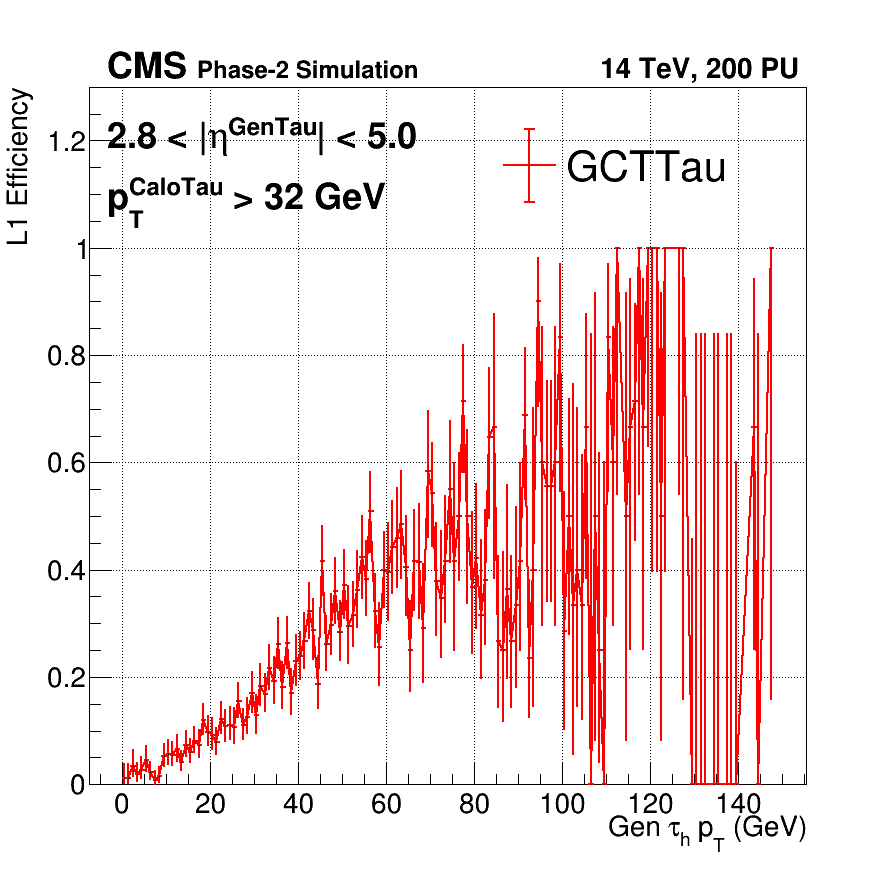 CMS Phase-2 Simulation 14 TeV, 200 PU
2.8 < |η^GenTau| < 5.0
p_T^CaloTau > 32 GeV
GCTTau
L1 Efficiency
1.2
1
0.8
0.6
0.4
0.2
0
0 20 40 60 80 100 120 140
Gen τ_h p_T (GeV)